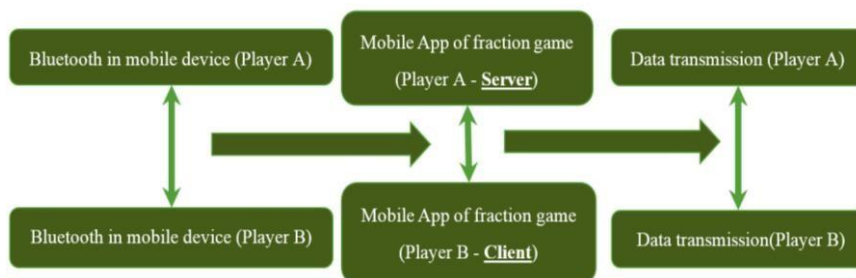 Bluetooth in mobile device (Player A)
Mobile App of fraction game
(Player A - Server)
Data transmission (Player A)
Bluetooth in mobile device (Player B)
Mobile App of fraction game
(Player B - Client)
Data transmission(Player B)